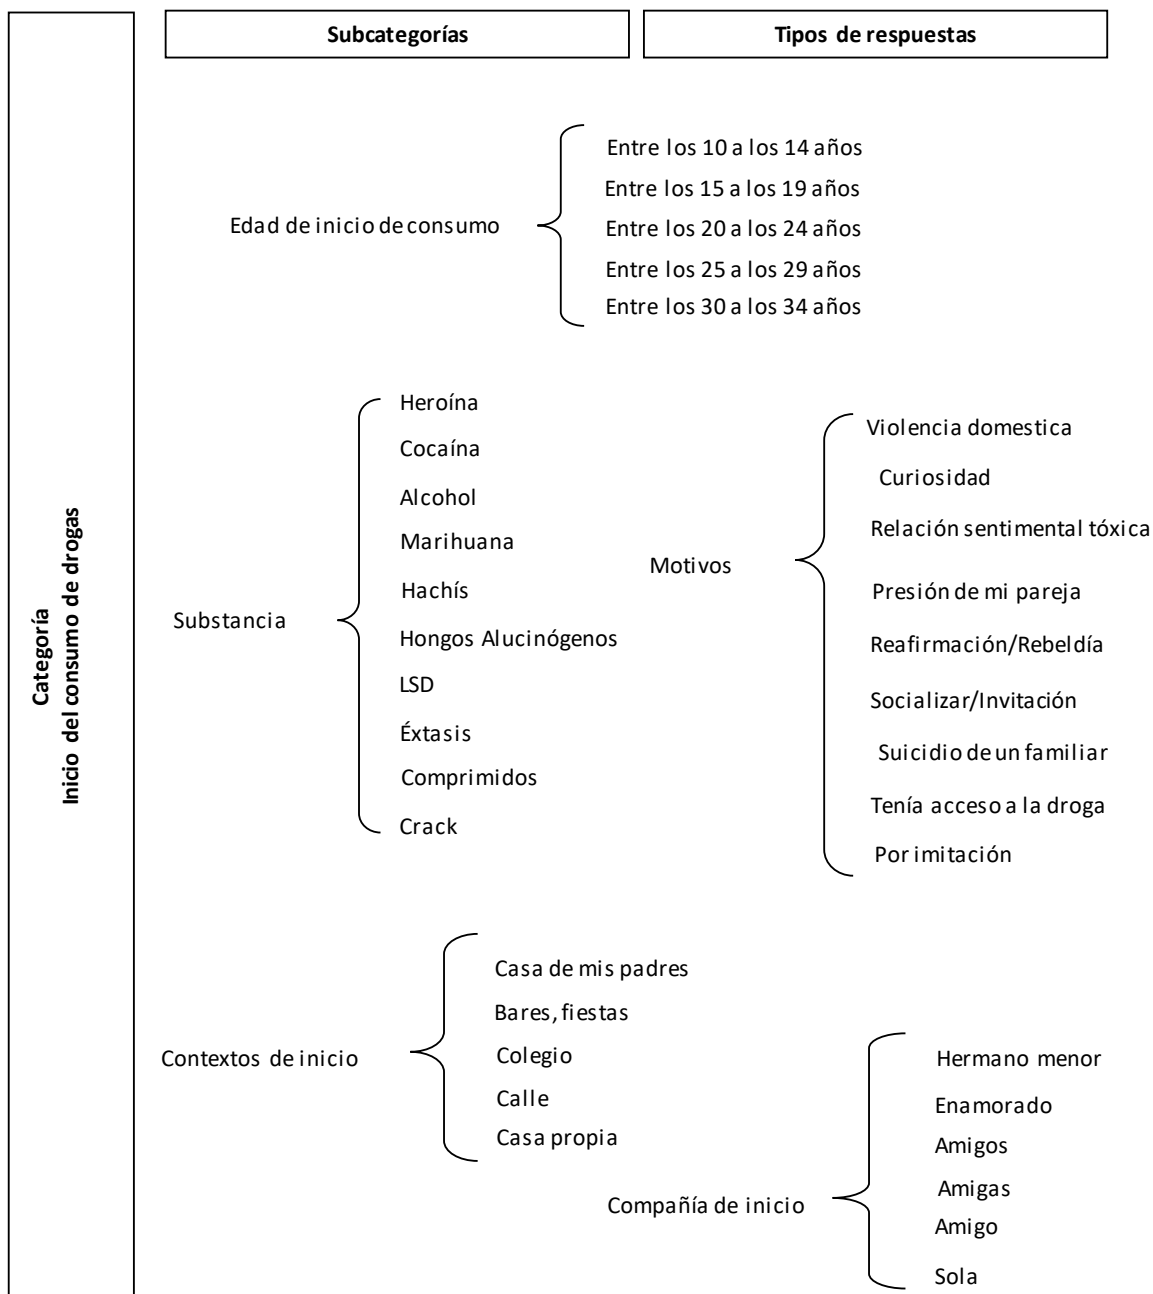 Subcategorías
Tipos de respuestas
Categoría
Inicio del consumo de drogas
Edad de inicio de consumo
Entre los 10 a los 14 años
Entre los 15 a los 19 años
Entre los 20 a los 24 años
Entre los 25 a los 29 años
Entre los 30 a los 34 años
Substancia
Heroína
Cocaína
Alcohol
Marihuana
Hachís
Hongos Alucinógenos
LSD
Éxtasis
Comprimidos
Crack
Motivos
Violencia domestica
Curiosidad
Relación sentimental tóxica
Presión de mi pareja
Reafirmación/Rebeldía
Socializar/Invitación
Suicidio de un familiar
Tenía acceso a la droga
Por imitación
Contextos de inicio
Casa de mis padres
Bares, fiestas
Colegio
Calle
Casa propia
Compañía de inicio
Hermano menor
Enamorado
Amigos
Amigas
Amigo
Sola